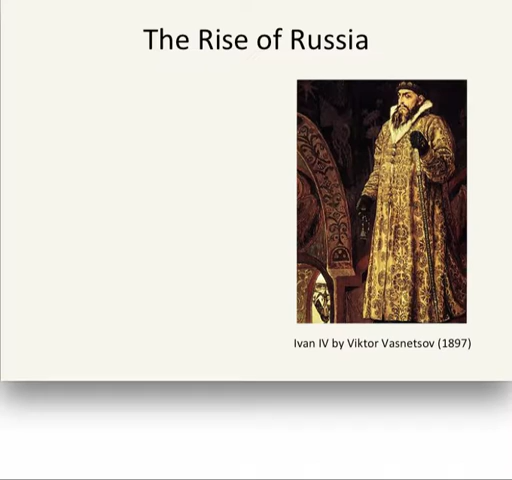 The Rise of Russia
Ivan IV by Viktor Vasnetsov (1897)